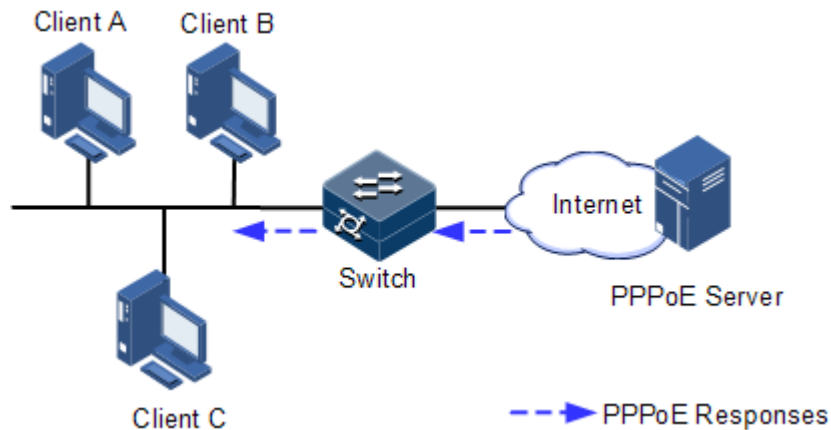 Client A
Client B
Internet
Switch
PPPoE Server
Client C
PPPoE Responses